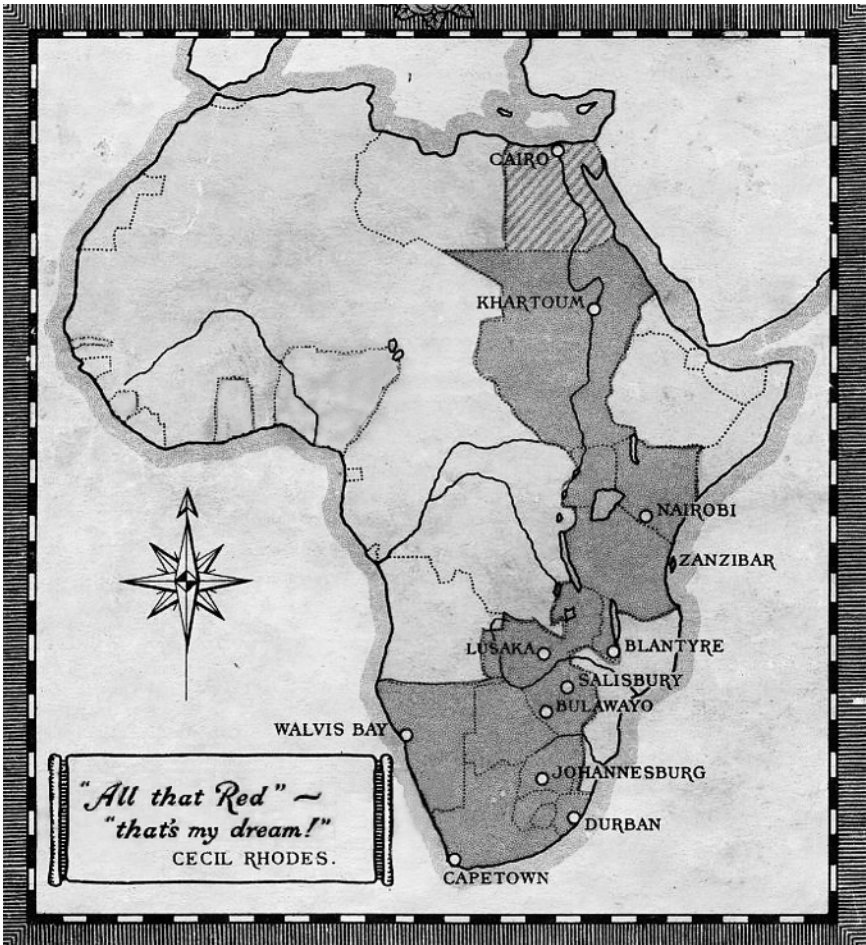 CAIRO
KHARTOUM
NAIROBI
ZANZIBAR
LUSAKA
BLANTYRE
SALISBURY
BULAWAYO
WALVIS BAY
JOHANNESBURG
DURBAN
CAPETOWN
"All that Red" ~
"that's my dream!"
CECIL RHODES.